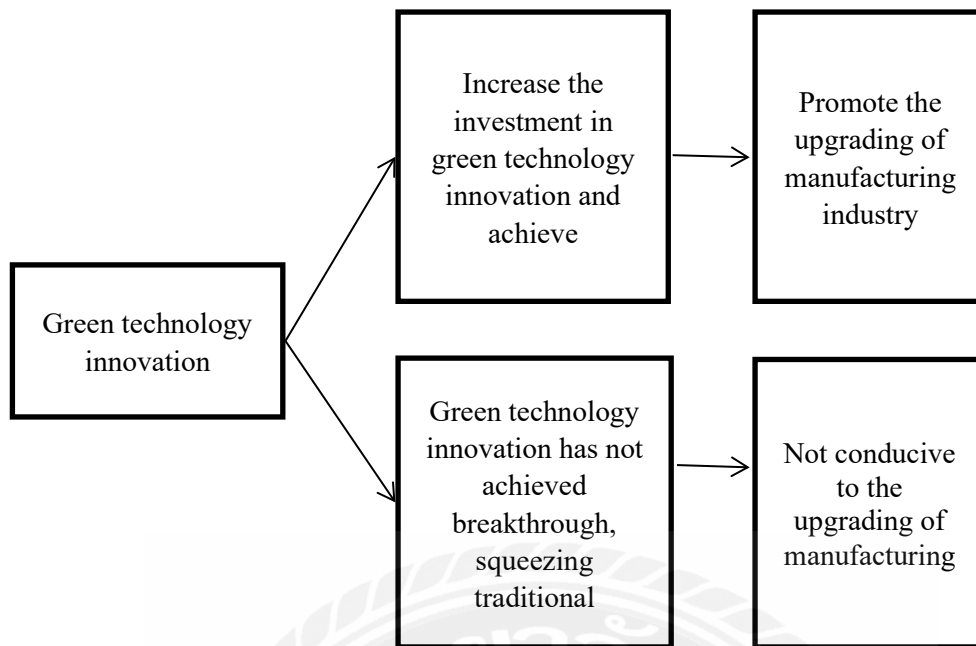 Green technology
innovation
Increase the
investment in
green technology
innovation and
achieve
Promote the
upgrading of
manufacturing
industry
Green technology
innovation has not
achieved
breakthrough,
squeezing
traditional
Not conducive
to the
upgrading of
manufacturing